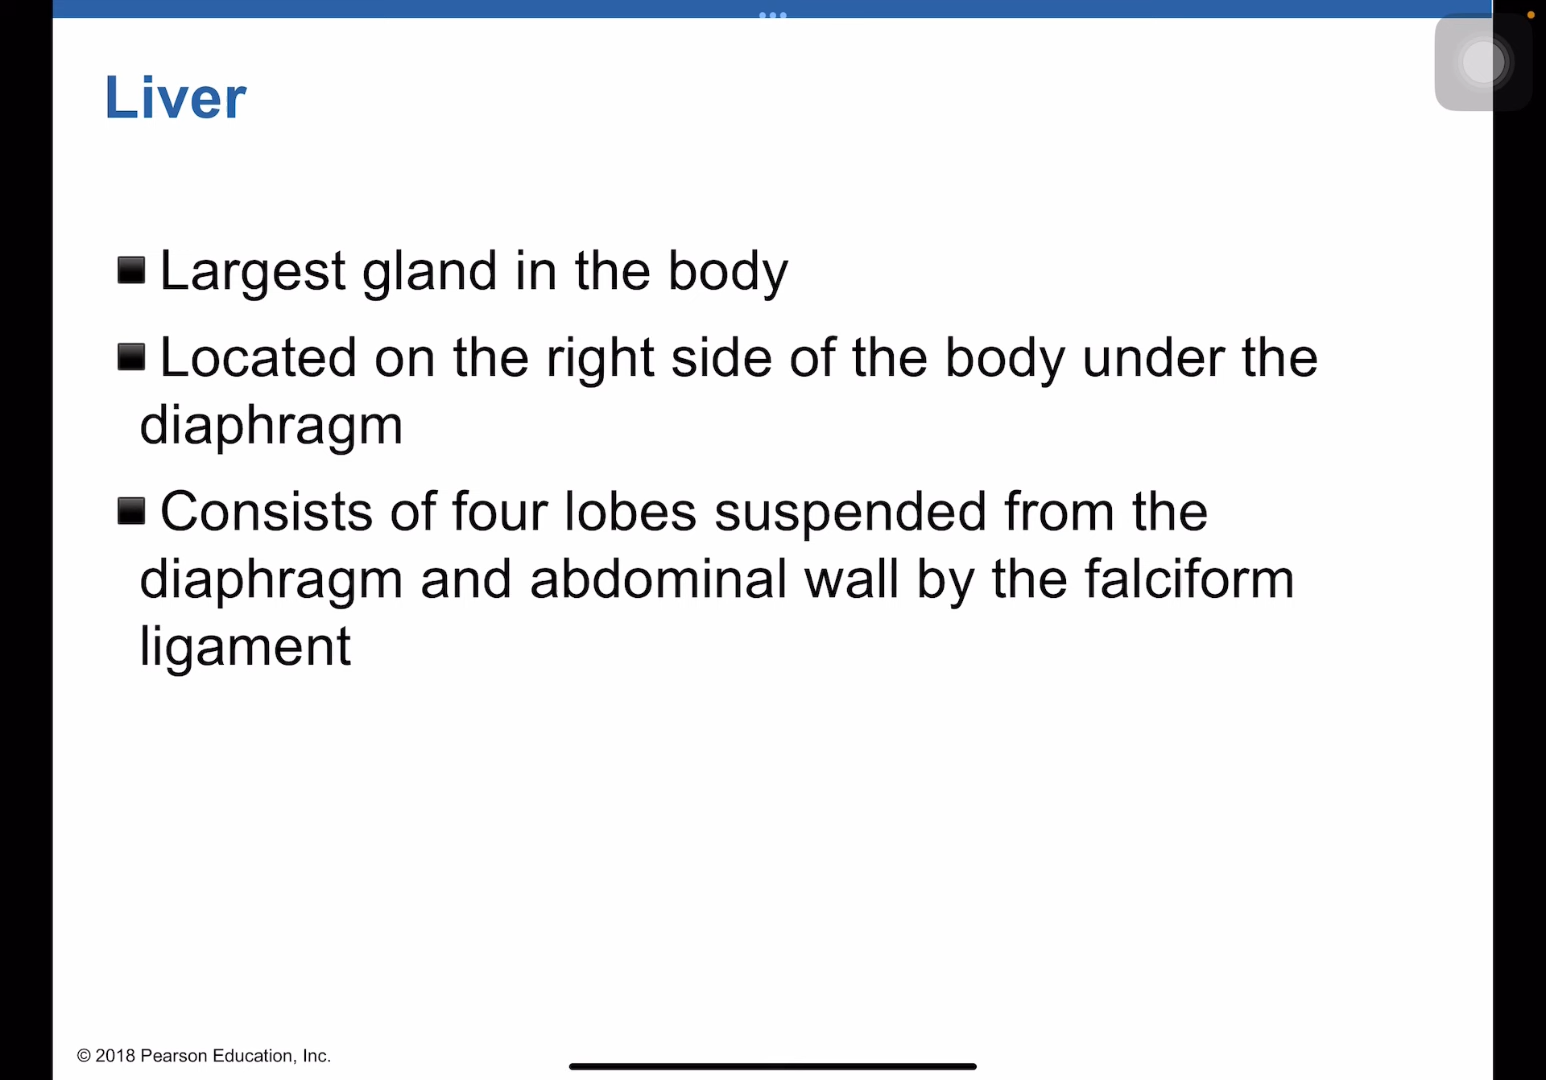 Liver
Largest gland in the body
Located on the right side of the body under the
diaphragm
Consists of four lobes suspended from the
diaphragm and abdominal wall by the falciform
ligament
© 2018 Pearson Education, Inc.